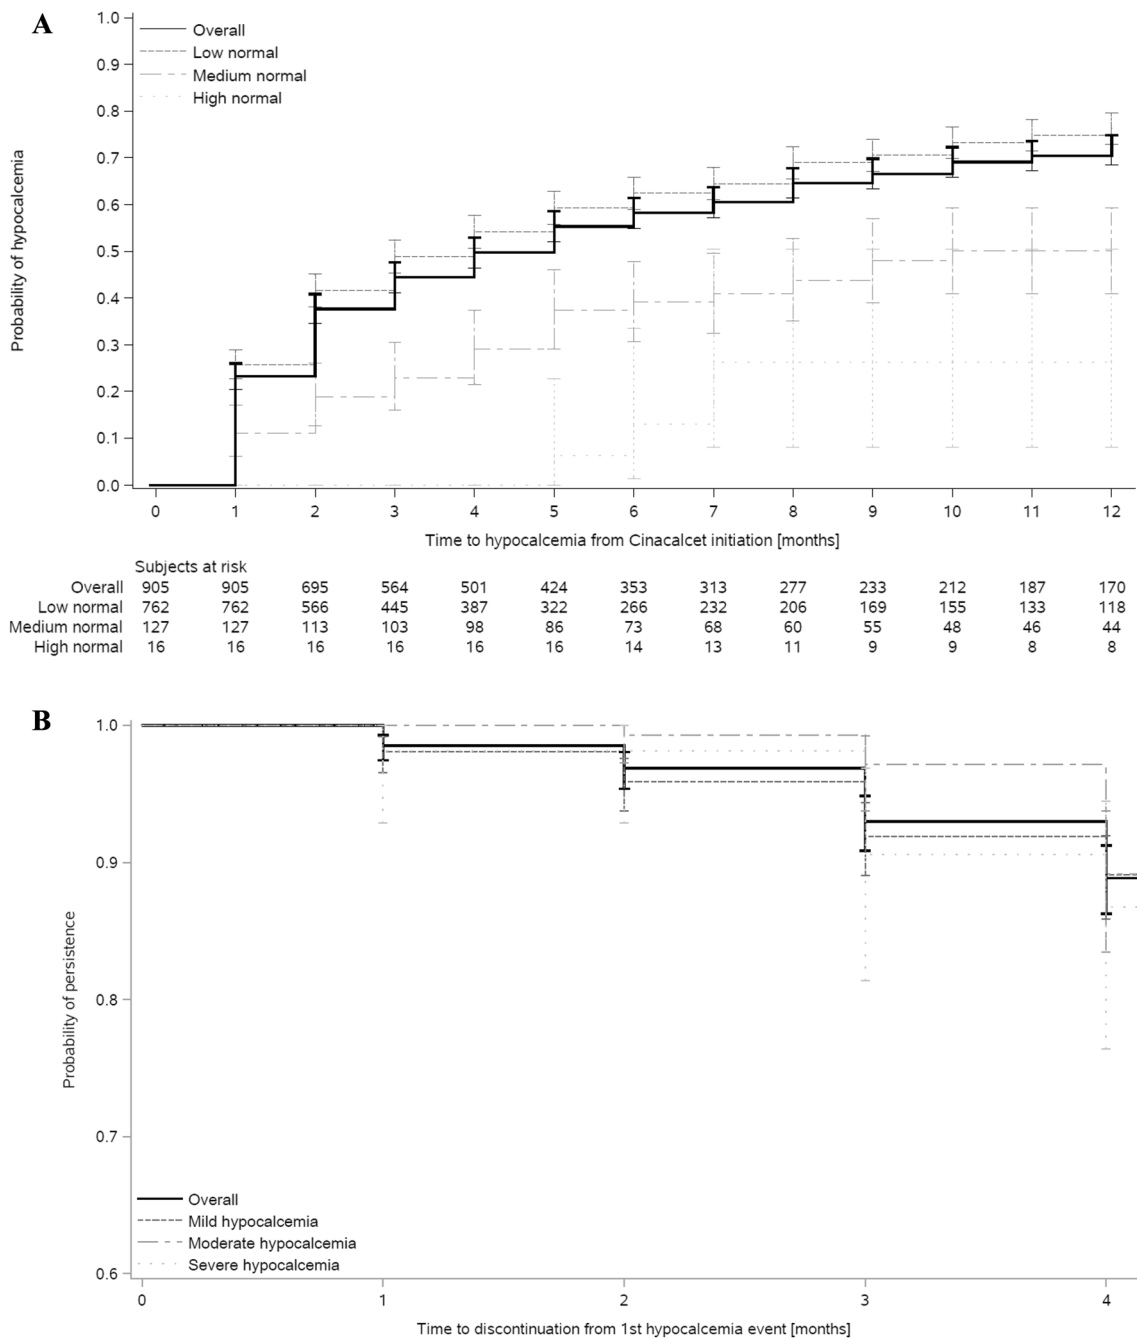 A
Overall
Low normal
Medium normal
High normal
1.0
0.9
0.8
0.7
0.6
0.5
0.4
0.3
0.2
0.1
0.0
Probability of hypocalcemia
0 1 2 3 4 5 6 7 8 9 10 11 12
Time to hypocalcemia from Cinacalcet initiation [months]
Subjects at risk
Overall 905 905 695 564 501 424 353 313 277 233 212 187 170
Low normal 762 762 566 445 387 322 266 232 206 169 155 133 118
Medium normal 127 127 113 103 98 86 73 68 60 55 48 46 44
High normal 16 16 16 16 16 16 14 13 11 9 9 8 8
B
1.0
0.9
0.8
0.7
0.6
Probability of persistence
Overall
Mild hypocalcemia
Moderate hypocalcemia
Severe hypocalcemia
0 1 2 3 4
Time to discontinuation from 1st hypocalcemia event [months]